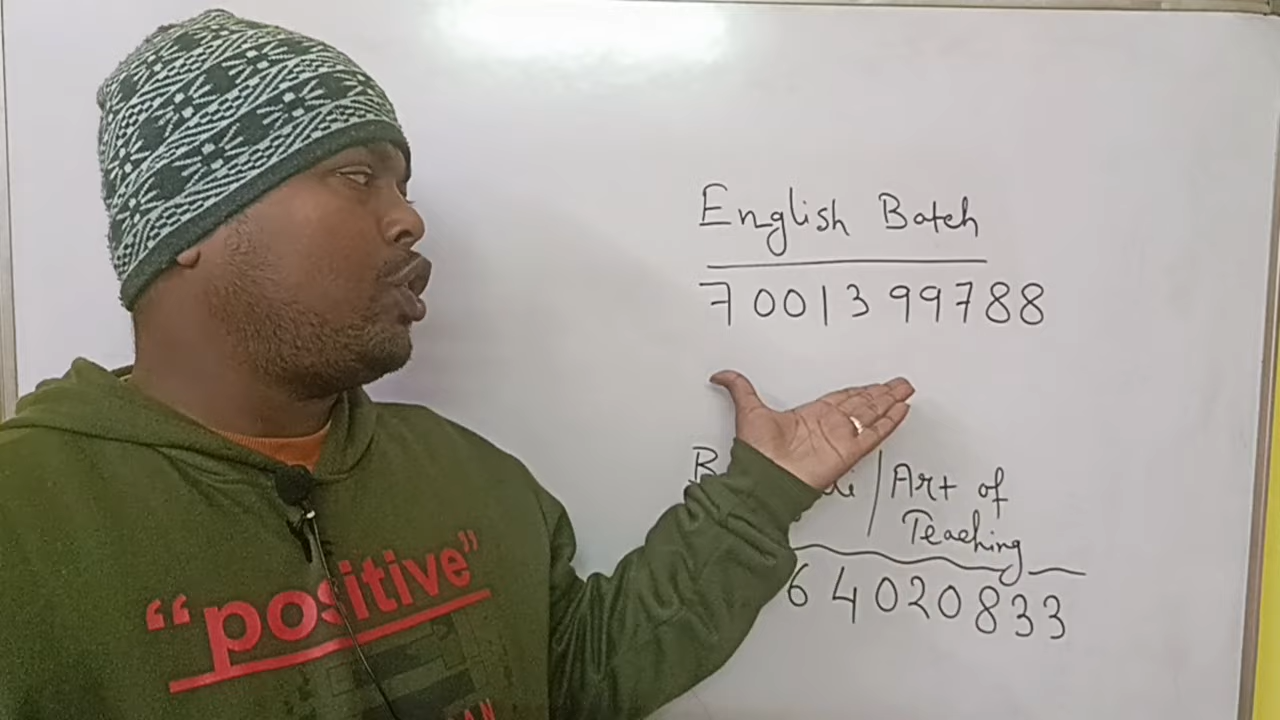 English Batch
7001399788
Art of
Teaching
64020833
"positive"